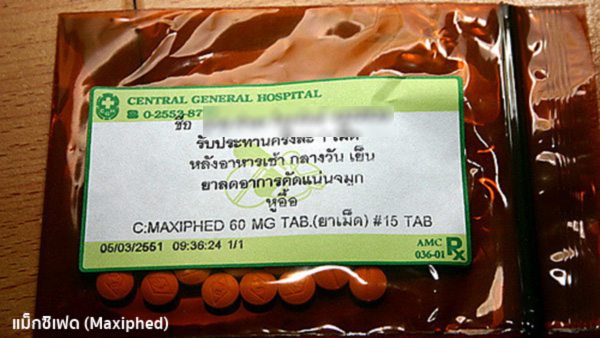 CENTRAL GENERAL HOSPITAL
☎ 0-2552-87
ชื่อ
รับประทานครั้งละ 1 เม็ด
หลังอาหารเช้า กลางวัน เย็น
ยาลดอาการคัดแน่นจมูก
หูอื้อ
C:MAXIPHED 60 MG TAB.(ยาเม็ด) #15 TAB
05/03/2551 09:36:24 1/1
AMC
036-01
Rx
แม็กซิเฟด (Maxiphed)